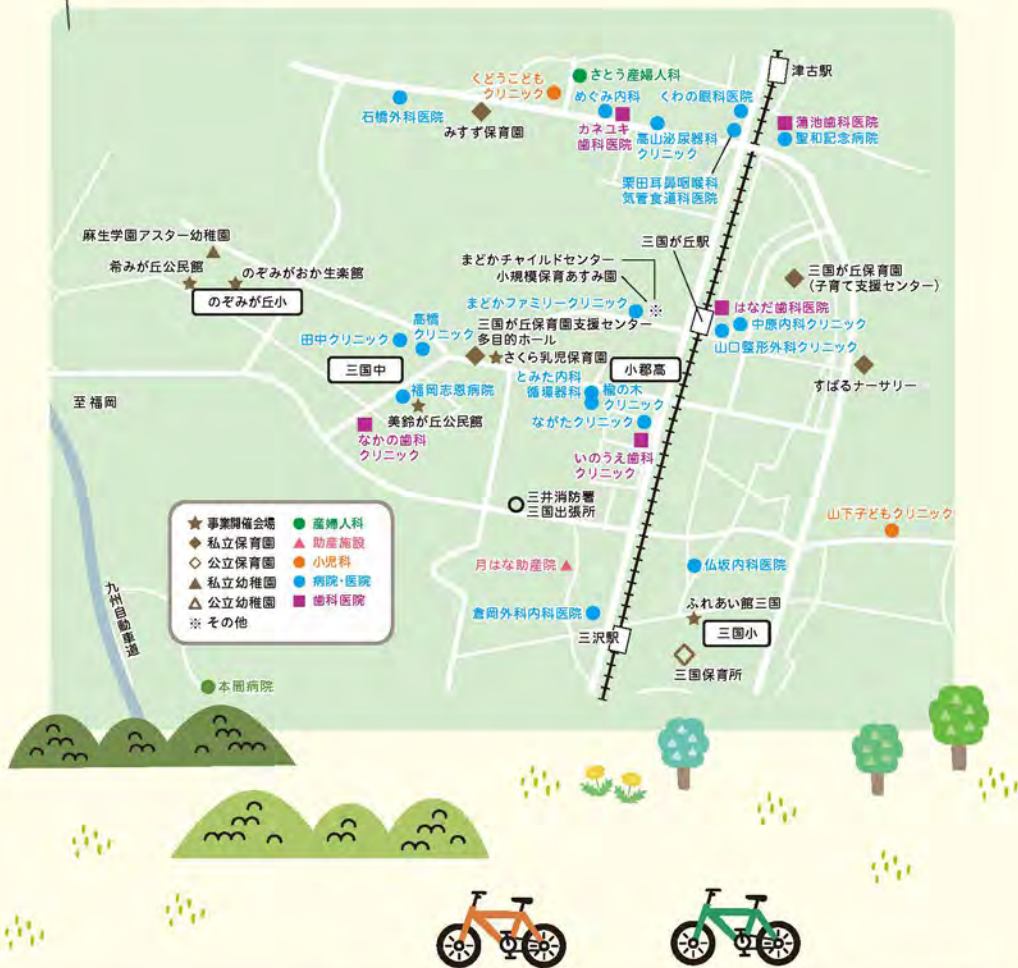 津古駅
さとう産婦人科
くどうこども
クリニック
めぐみ内科
くわの眼科医院
石橋外科医院
みすず保育園
カネユキ
歯科医院
高山泌尿器科
クリニック
蒲池歯科医院
聖和記念病院
栗田耳鼻咽喉科
気管食道科医院
麻生学園アスター幼稚園
希みが丘公民館
のぞみがおか生楽館
のぞみが丘小
三国が丘駅
まどかチャイルドセンター
小規模保育あすみ園
まどかファミリークリニック
※
三国が丘保育園
(子育て支援センター)
はなだ歯科医院
中原内科クリニック
山口整形外科クリニック
高橋
クリニック
田中クリニック
三国が丘保育園支援センター
多目的ホール
さくら乳児保育園
三国中
小郡高
とみた内科
循環器科
楡の木
クリニック
すばるナーサリー
福岡志恩病院
至福岡
美鈴が丘公民館
ながたクリニック
なかの歯科
クリニック
いのうえ歯科
クリニック
三井消防署
三国出張所
山下子どもクリニック
★ 事業開催会場
◆ 私立保育園
◇ 公立保育園
▲ 私立幼稚園
△ 公立幼稚園
※ その他
● 産婦人科
▲ 助産施設
● 小児科
● 病院・医院
■ 歯科医院
月はな助産院
仏坂内科医院
倉岡外科内科医院
ふれあい館三国
三国小
三沢駅
三国保育所
九州自動車道
本間病院